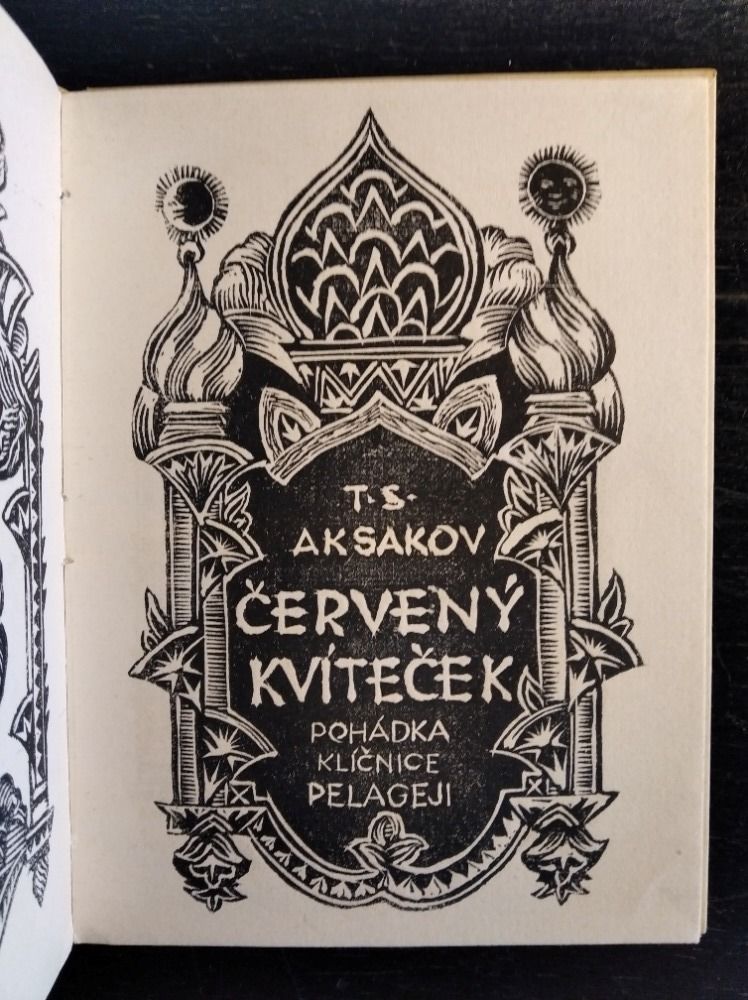 T. S.
AKSAKOV
ČERVENÝ
KVÍTEČEK
POHÁDKA
KLÍČNICE
PELAGEJI